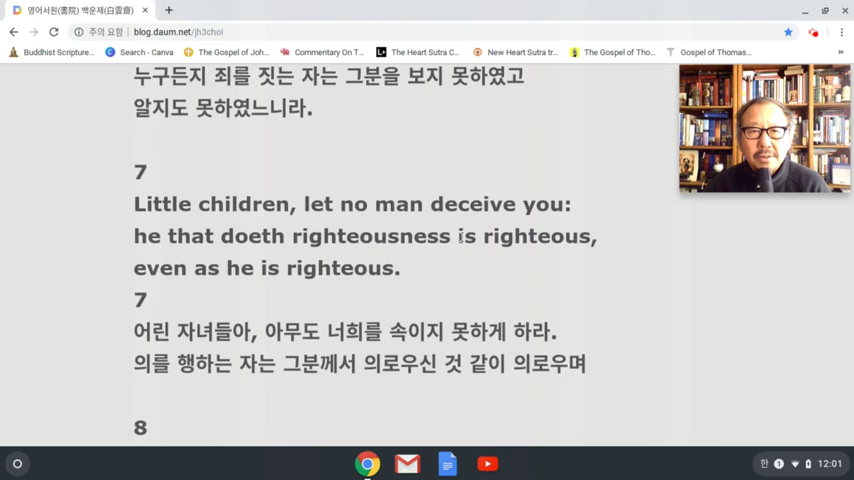 영어서원(書院) 백운재(白雲齋)
주의 요함
blog.daum.net/jh3choi
Buddhist Scripture...
Search - Canva
The Gospel of Joh...
Commentary On T...
The Heart Sutra C...
New Heart Sutra tr...
The Gospel of Tho...
Gospel of Thomas...
누구든지 죄를 짓는 자는 그분을 보지 못하였고
알지도 못하였느니라.
7
Little children, let no man deceive you:
he that doeth righteousness is righteous,
even as he is righteous.
7
어린 자녀들아, 아무도 너희를 속이지 못하게 하라.
의를 행하는 자는 그분께서 의로우신 것 같이 의로우며
8
한
1
12:01